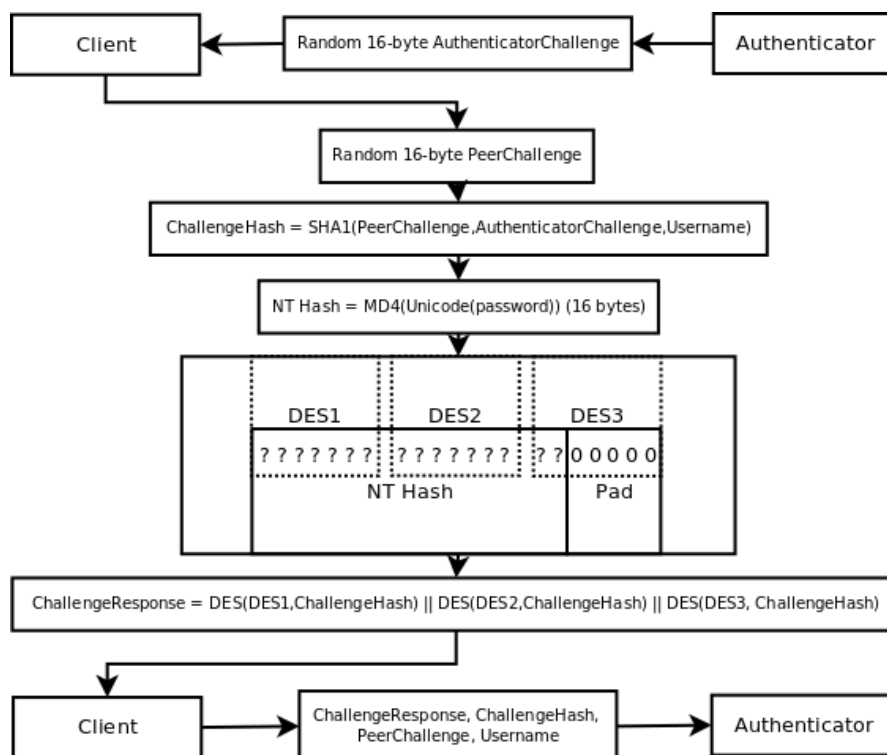 Client
Random 16-byte AuthenticatorChallenge
Authenticator
Random 16-byte PeerChallenge
ChallengeHash = SHA1(PeerChallenge,AuthenticatorChallenge,Username)
NT Hash = MD4(Unicode(password)) (16 bytes)
DES1
DES2
DES3
? ? ? ? ? ? ?
? ? ? ? ? ? ?
? ? 0 0 0 0 0
NT Hash
Pad
ChallengeResponse = DES(DES1,ChallengeHash) || DES(DES2,ChallengeHash) || DES(DES3, ChallengeHash)
Client
ChallengeResponse, ChallengeHash,
PeerChallenge, Username
Authenticator